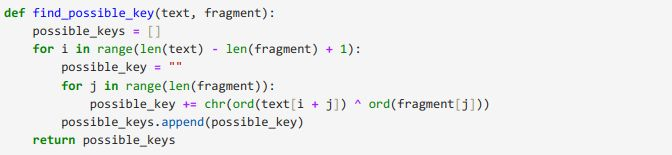 def find_possible_key(text, fragment):
    possible_keys = []
    for i in range(len(text) - len(fragment) + 1):
        possible_key = ""
        for j in range(len(fragment)):
            possible_key += chr(ord(text[i + j]) ^ ord(fragment[j]))
        possible_keys.append(possible_key)
    return possible_keys